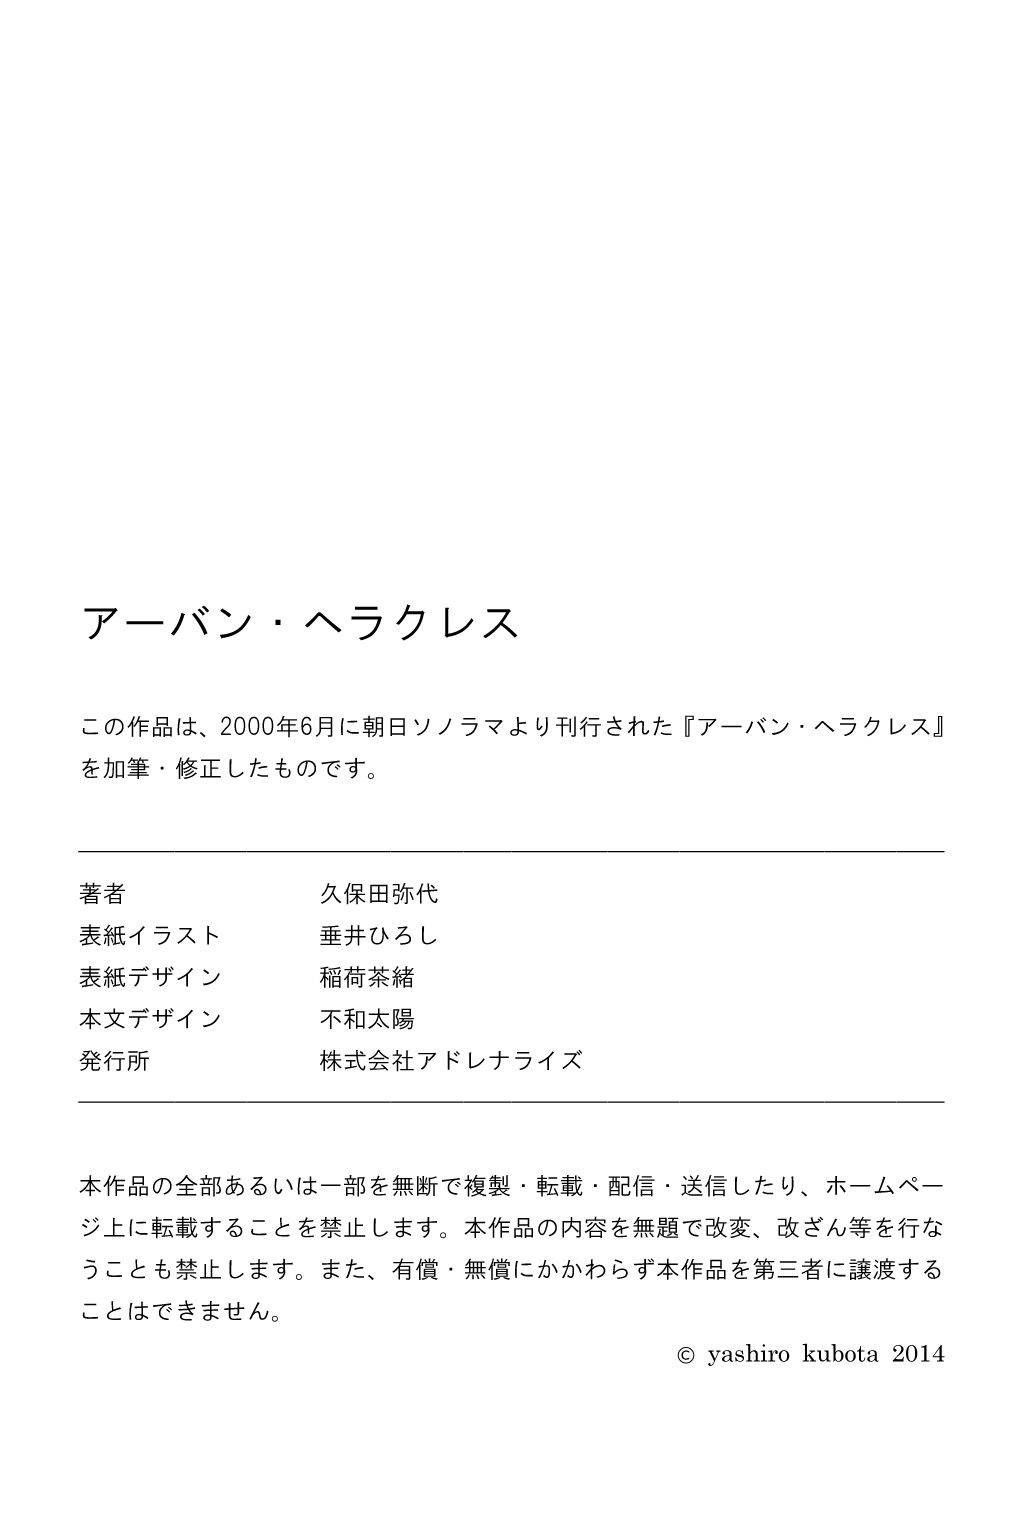 アーバン・ヘラクレス
この作品は、2000年6月に朝日ソノラマより刊行された『アーバン・ヘラクレス』
を加筆・修正したものです。
著者 久保田弥代
表紙イラスト 垂井ひろし
表紙デザイン 稲荷茶緒
本文デザイン 不和太陽
発行所 株式会社アドレナライズ
本作品の全部あるいは一部を無断で複製・転載・配信・送信したり、ホームペー
ジ上に転載することを禁止します。本作品の内容を無題で改変、改ざん等を行な
うことも禁止します。また、有償・無償にかかわらず本作品を第三者に譲渡する
ことはできません。
© yashiro kubota 2014